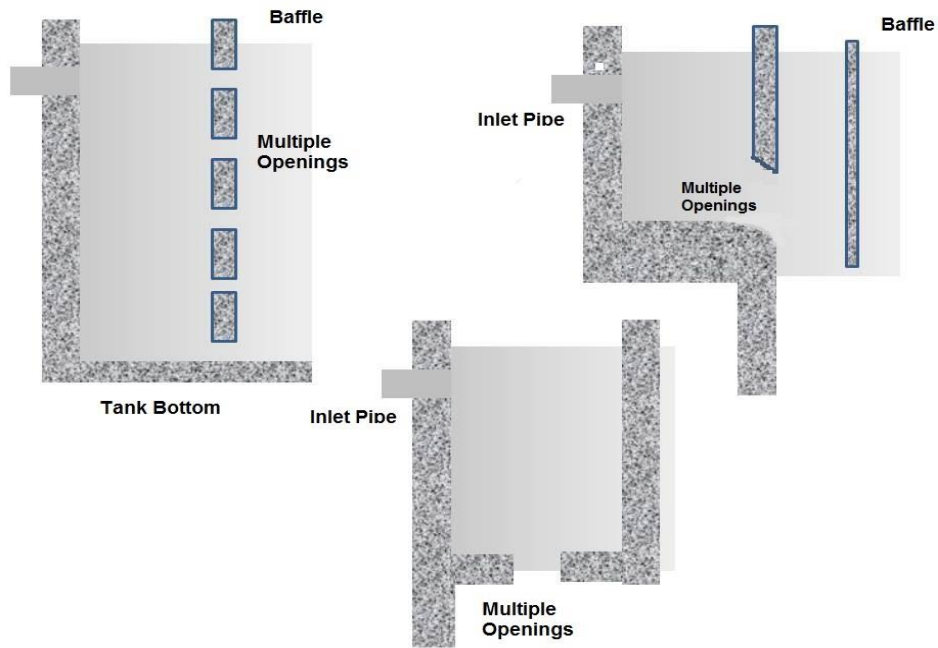 Baffle
Multiple
Openings
Tank Bottom
Baffle
Inlet Pipe
Multiple
Openings
Inlet Pipe
Multiple
Openings